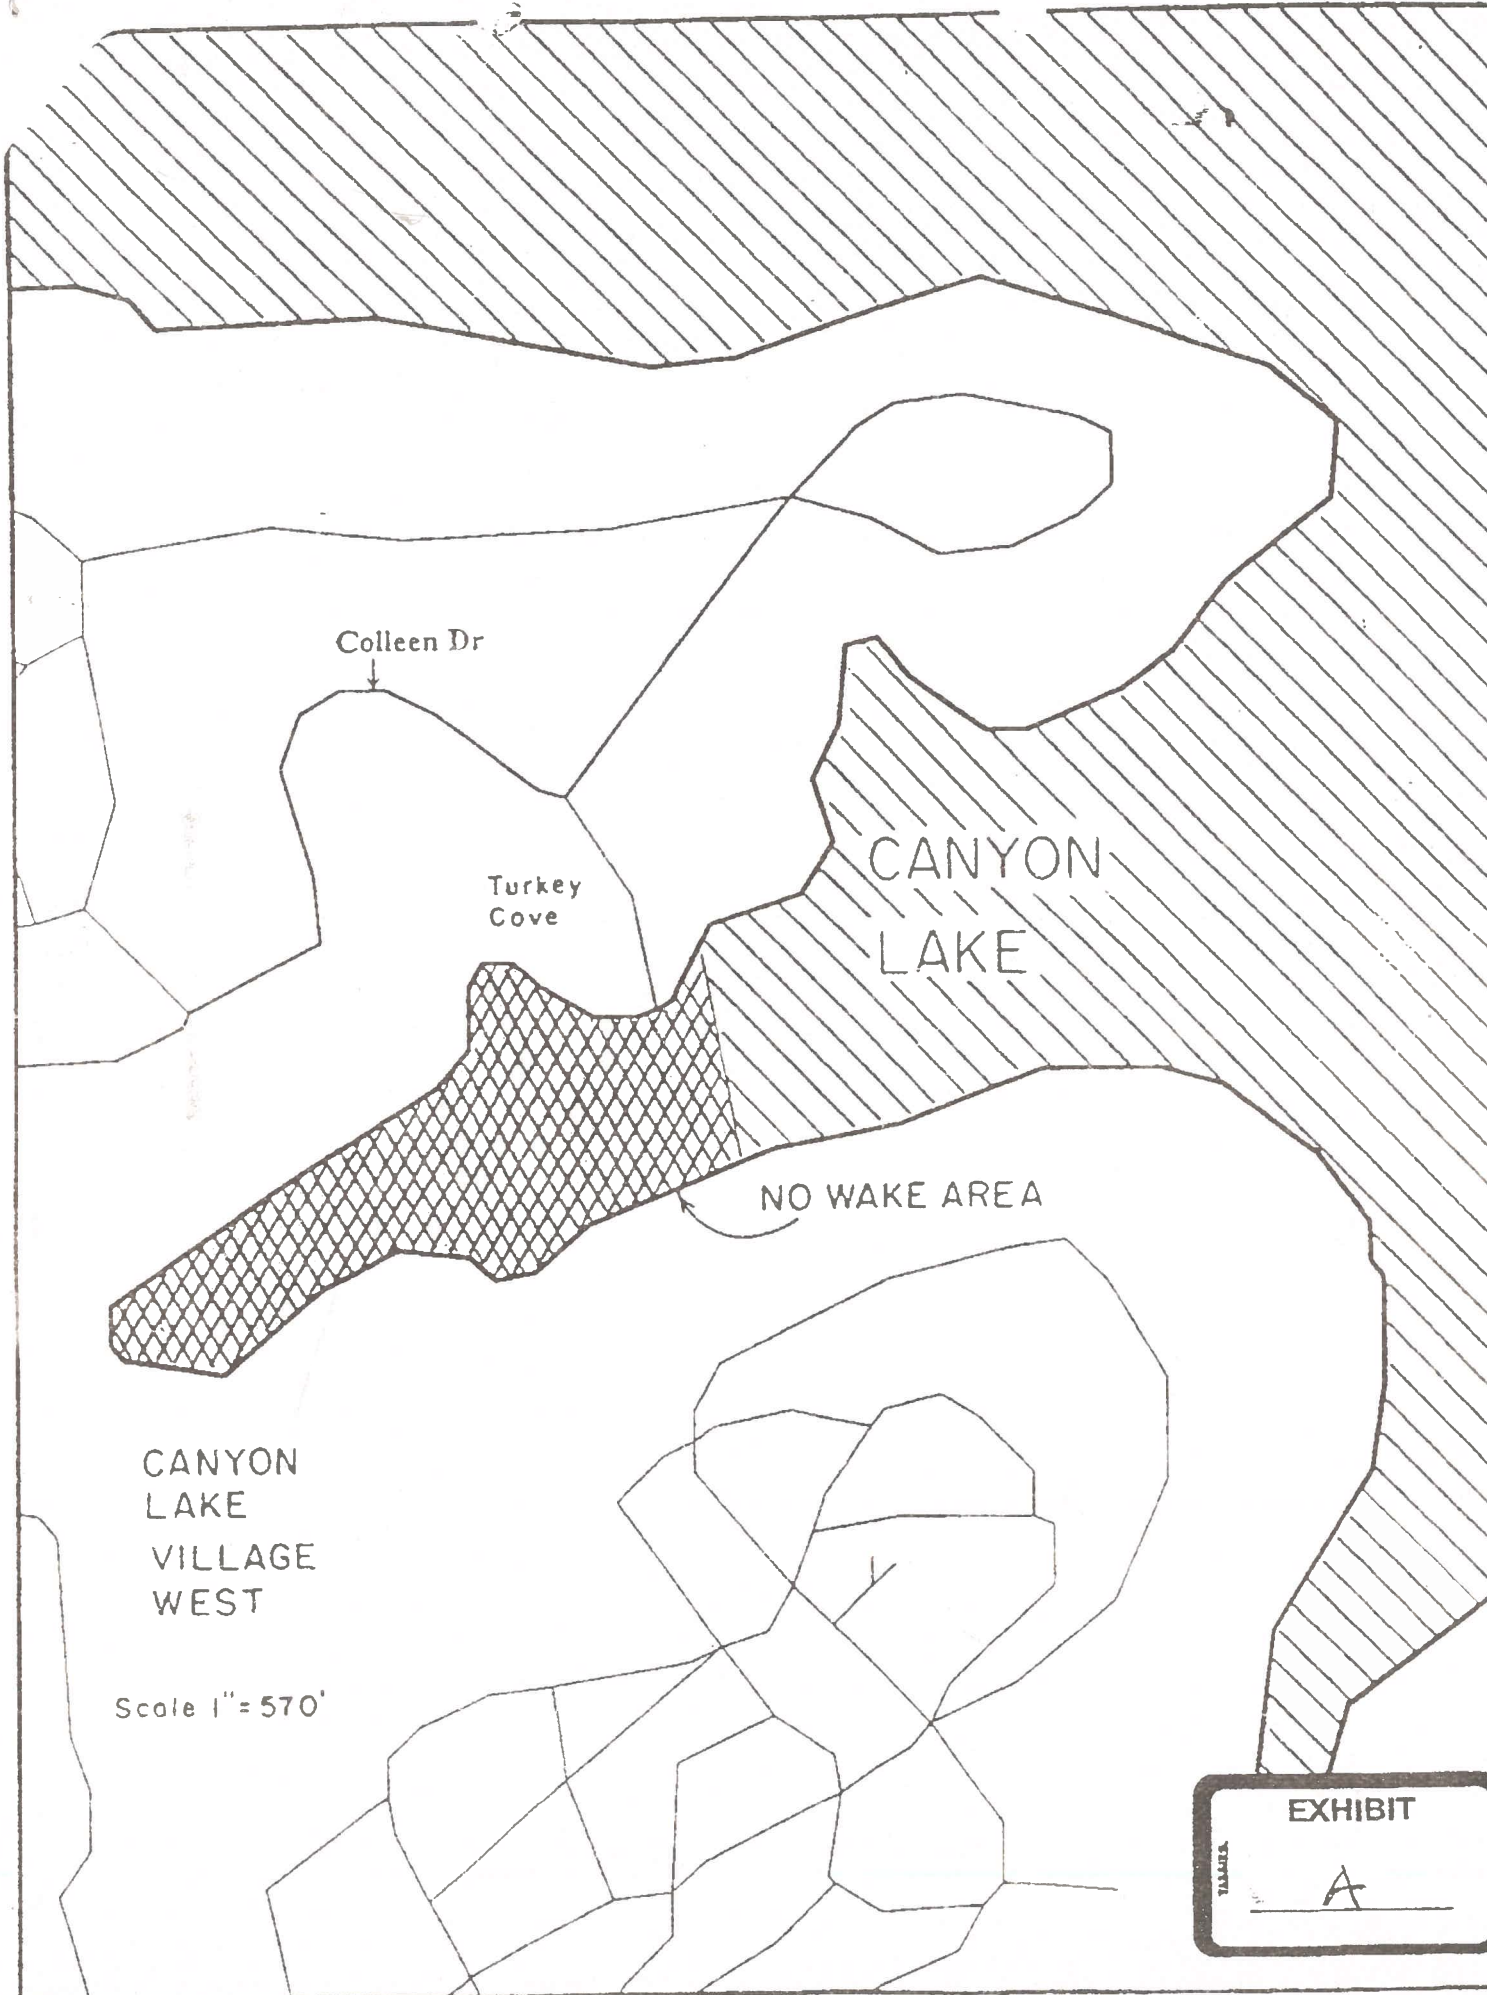 Colleen Dr
Turkey
Cove
CANYON
LAKE
NO WAKE AREA
CANYON
LAKE
VILLAGE
WEST
Scale 1"=570'
EXHIBIT
A